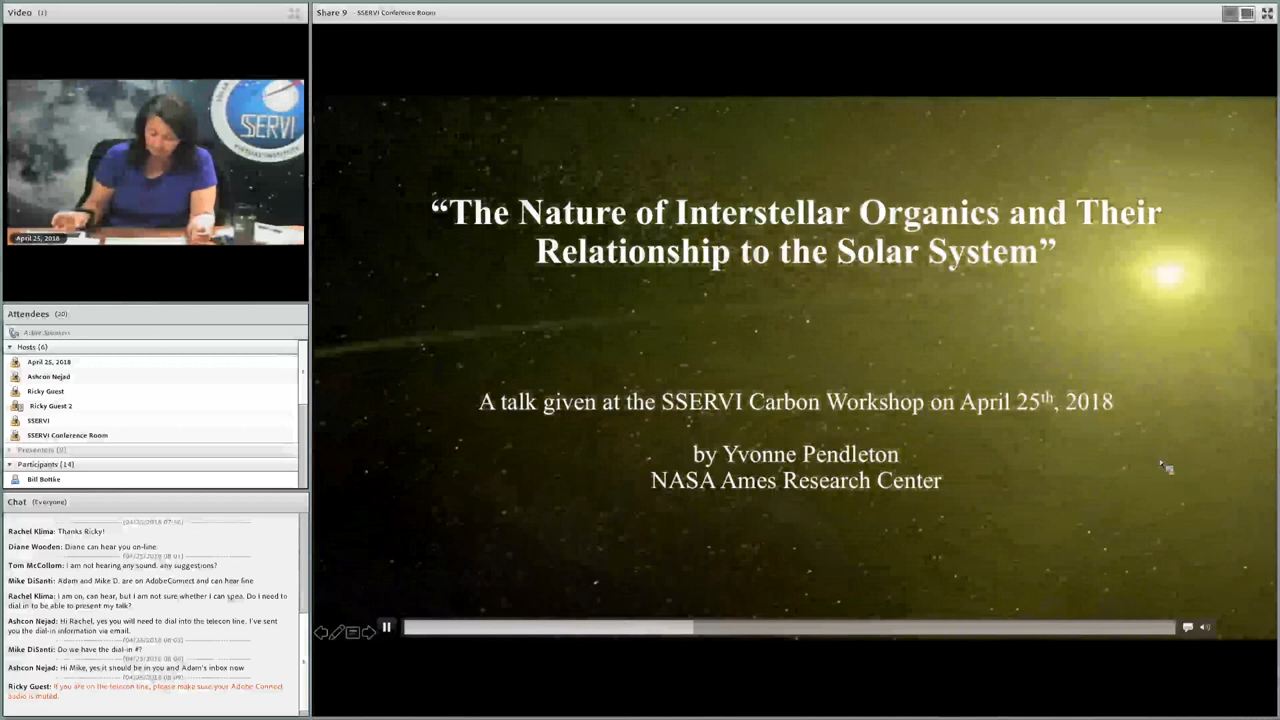 Video (1)
SSERVI
April 25, 2018
Share 9 - SSERVI Conference Room
“The Nature of Interstellar Organics and Their
Relationship to the Solar System”
A talk given at the SSERVI Carbon Workshop on April 25th, 2018
by Yvonne Pendleton
NASA Ames Research Center
Attendees (20)
Active Speakers
Hosts (6)
April 25, 2018
Ashcon Nejad
Ricky Guest
Ricky Guest 2
SSERVI
SSERVI Conference Room
Presenters (0)
Participants (14)
Bill Bottke
Chat (Everyone)
Rachel Klima: Thanks Ricky!
Diane Wooden: Diane can hear you on-line.
Tom McCollom: I am not hearing any sound. any suggestions?
Mike DiSanti: Adam and Mike D. are on AdobeConnect and can hear fine
Rachel Klima: I am on, can hear, but I am not sure whether I can speak. Do I need to
dial in to be able to present my talk?
Ashcon Nejad: Hi Rachel, yes you will need to dial into the telecon line. I've sent
you the dial-in information via email.
Mike DiSanti: Do we have the dial-in #?
Ashcon Nejad: Hi Mike, yes it should be in you and Adam's inbox now
Ricky Guest: If you are on the telecon line, please make sure your Adobe Connect
audio is muted.